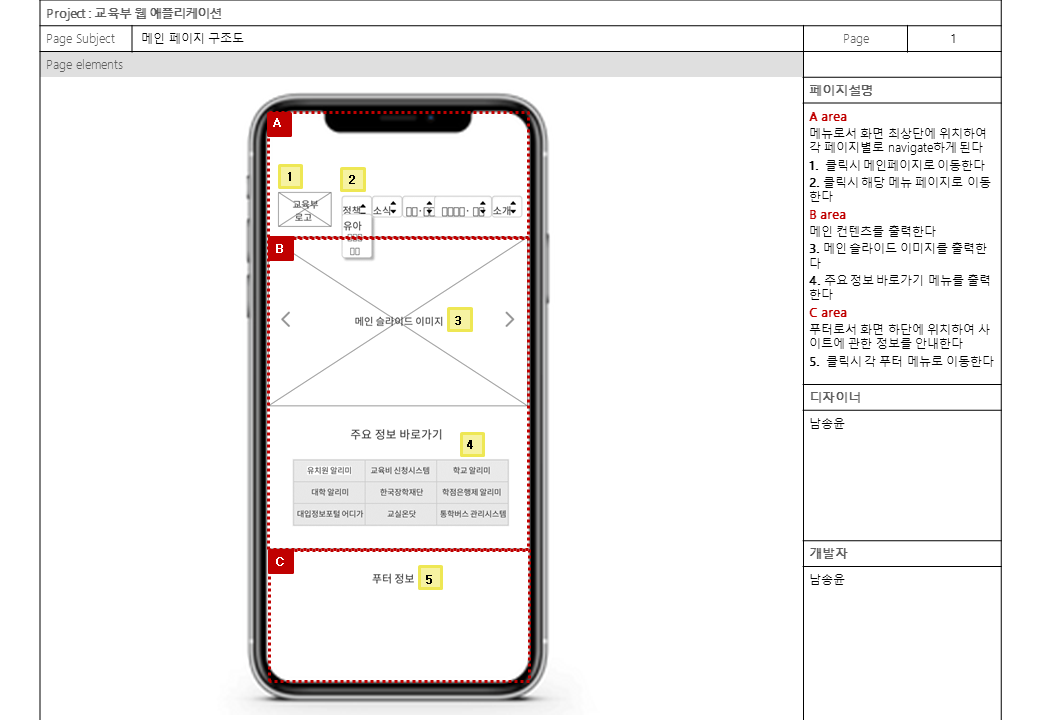 Project : 교육부 웹 애플리케이션
Page Subject
메인 페이지 구조도
Page
1
Page elements
페이지설명
A area
메뉴로서 화면 최상단에 위치하여
각 페이지별로 navigate하게 된다
1. 클릭시 메인페이지로 이동한다
2. 클릭시 해당 메뉴 페이지로 이동
한다
B area
메인 컨텐츠를 출력한다
3. 메인 슬라이드 이미지를 출력한
다
4. 주요 정보 바로가기 메뉴를 출력
한다
C area
푸터로서 화면 하단에 위치하여 사
이트에 관한 정보를 안내한다
5. 클릭시 각 푸터 메뉴로 이동한다
디자이너
남송윤
개발자
남송윤
A
1
2
교육부
로고
정책
소식
소개
유아
B
메인 슬라이드 이미지
3
주요 정보 바로가기
4
유치원 알리미
교육비 신청시스템
학교 알리미
대학 알리미
한국장학재단
학점은행제 알리미
대입정보포털 어디가
교실온닷
통학버스 관리시스템
C
푸터 정보
5